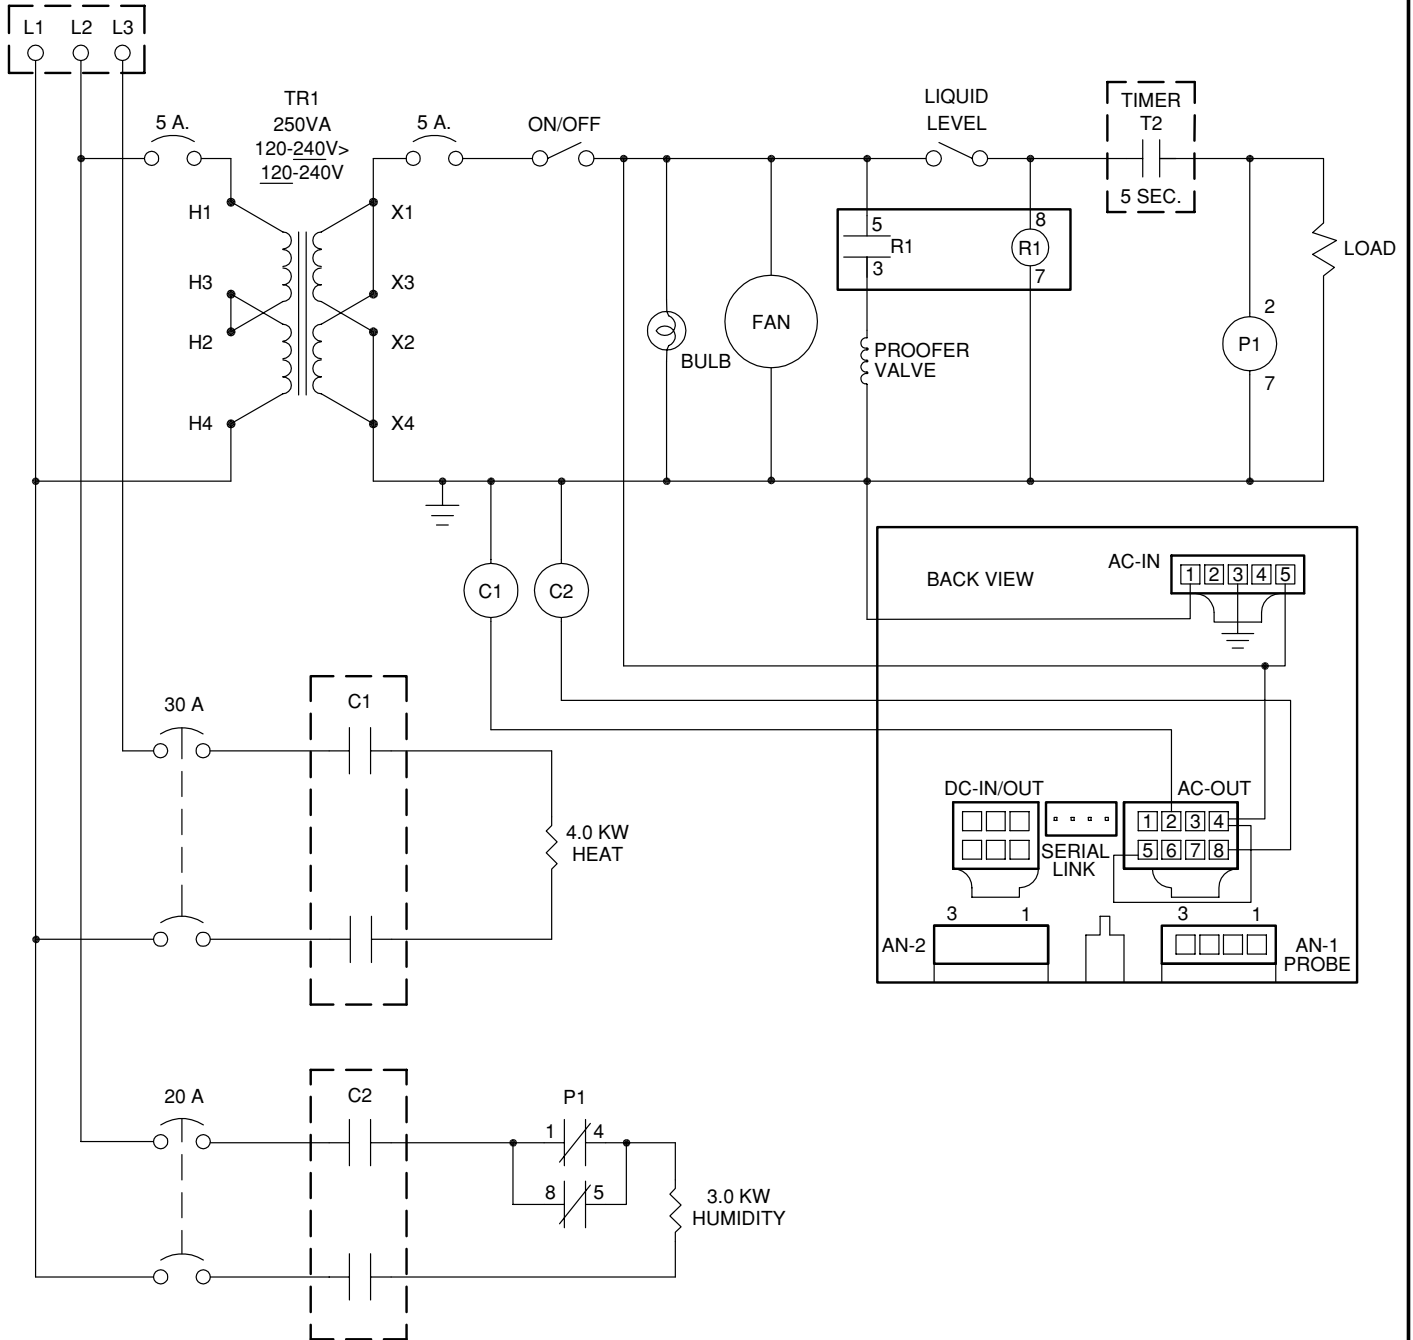 L1 L2 L3
5 A.
TR1
250VA
120-240V>
120-240V
5 A.
ON/OFF
LIQUID
LEVEL
TIMER
T2
5 SEC.
H1
X1
H3
X3
H2
X2
H4
X4
BULB
FAN
5
R1
3
8
R1
7
PROOFER
VALVE
2
P1
7
LOAD
C1
C2
BACK VIEW
AC-IN
1 2 3 4 5
30 A
C1
4.0 KW
HEAT
DC-IN/OUT
SERIAL
LINK
AC-OUT
1 2 3 4
5 6 7 8
3 1
AN-2
3 1
AN-1
PROBE
20 A
C2
P1
1 4
8 5
3.0 KW
HUMIDITY